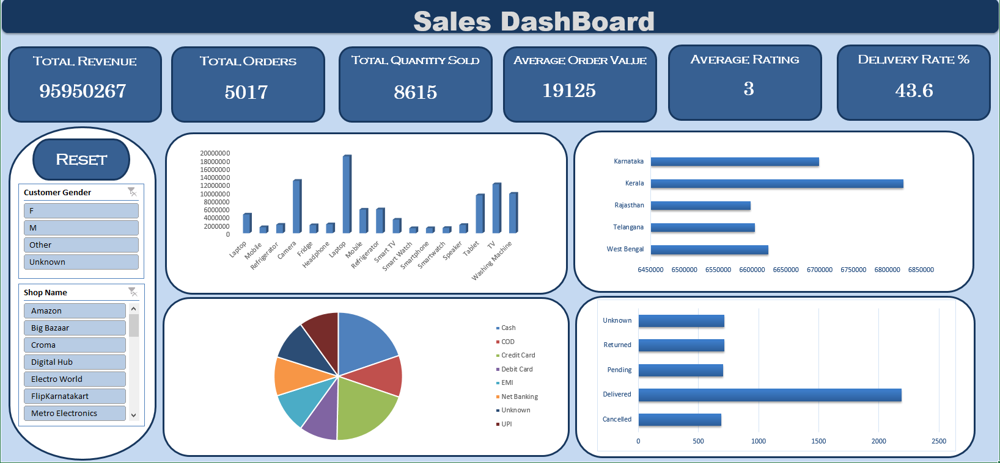 Sales DashBoard
Total Revenue
95950267
Total Orders
5017
Total Quantity Sold
8615
Average Order Value
19125
Average Rating
3
Delivery Rate %
43.6
Reset
Customer Gender
F
M
Other
Unknown
Shop Name
Amazon
Big Bazaar
Croma
Digital Hub
Electro World
FlipKarnatakart
Metro Electronics
20000000
18000000
16000000
14000000
12000000
10000000
8000000
6000000
4000000
2000000
0
Laptop
Mobile
Refrigerator
Camera
Fridge
Headphone
Laptop
Mobile
Refrigerator
Smart TV
Smart Watch
Smartphone
Smartwatch
Speaker
Tablet
TV
Washing Machine
Karnataka
Kerala
Rajasthan
Telangana
West Bengal
6450000 6500000 6550000 6600000 6650000 6700000 6750000 6800000 6850000
Cash
COD
Credit Card
Debit Card
EMI
Net Banking
Unknown
UPI
Unknown
Returned
Pending
Delivered
Cancelled
0 500 1000 1500 2000 2500